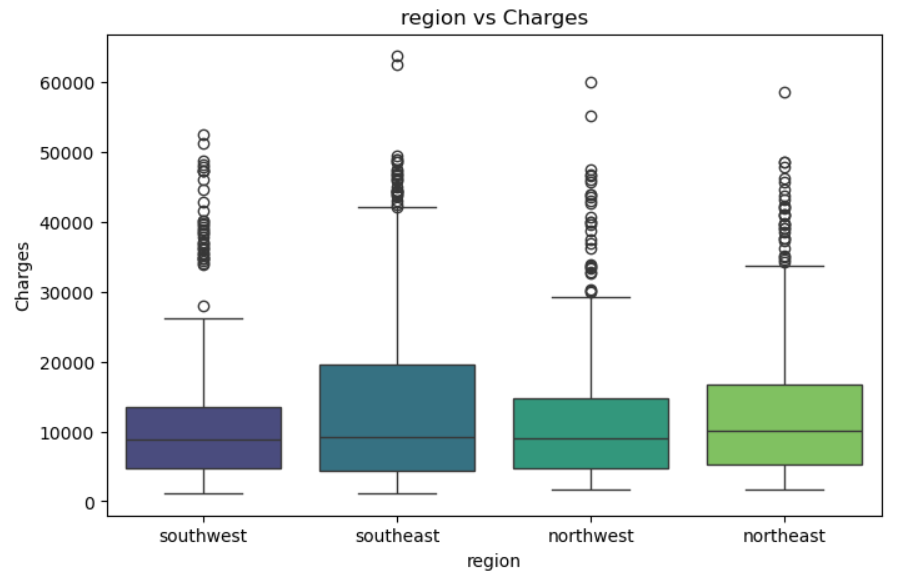 region vs Charges
60000
50000
40000
30000
20000
10000
0
Charges
southwest southeast northwest northeast
region